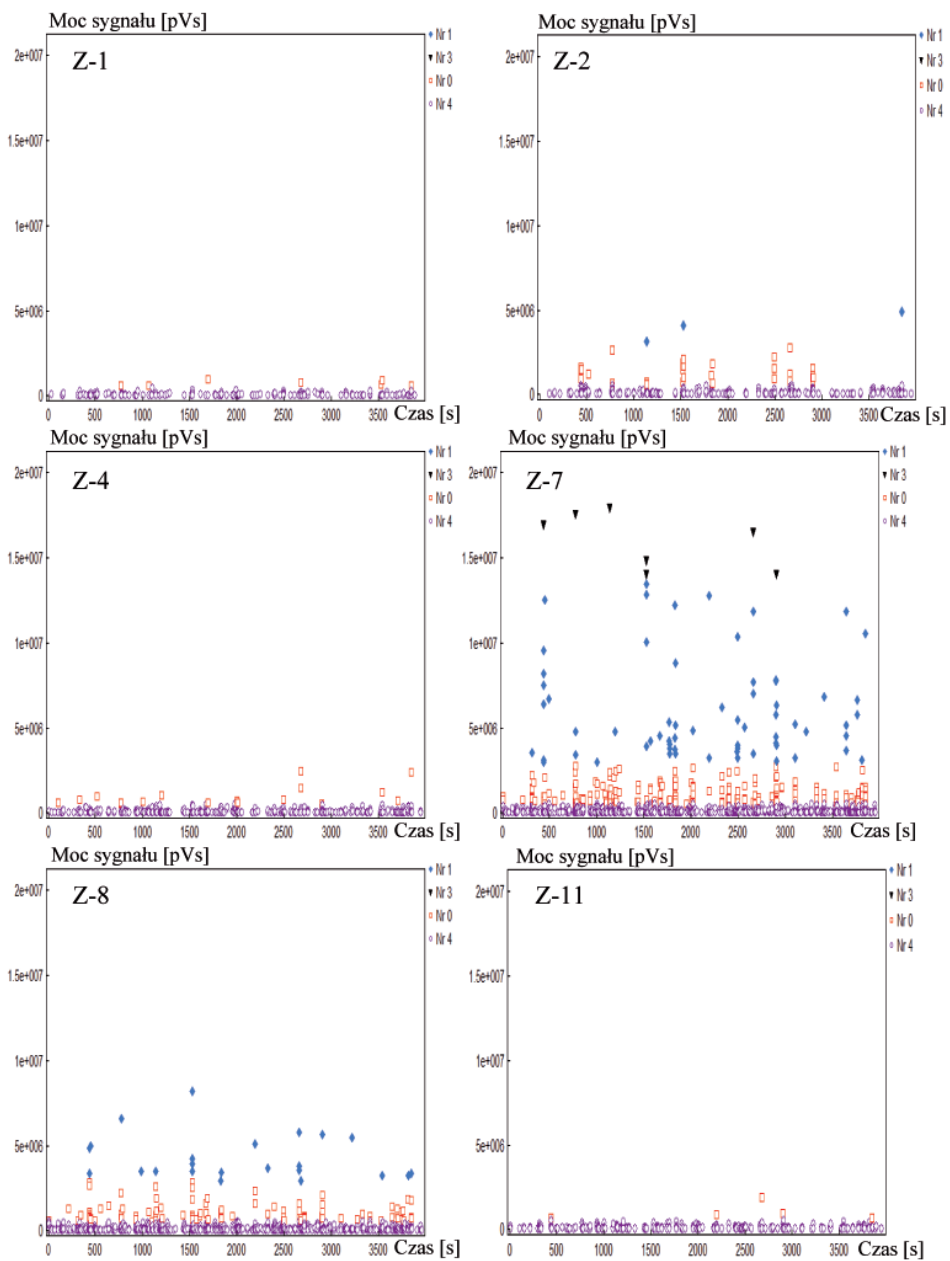 Moc sygnału [pVs]
Z-1
2e+007
1.5e+007
1e+007
5e+006
0
0 500 1000 1500 2000 2500 3000 3500 Czas [s]
Nr 1
Nr 3
Nr 0
Nr 4
Moc sygnału [pVs]
Z-2
2e+007
1.5e+007
1e+007
5e+006
0
0 500 1000 1500 2000 2500 3000 3500 Czas [s]
Nr 1
Nr 3
Nr 0
Nr 4
Moc sygnału [pVs]
Z-4
2e+007
1.5e+007
1e+007
5e+006
0
0 500 1000 1500 2000 2500 3000 3500 Czas [s]
Nr 1
Nr 3
Nr 0
Nr 4
Moc sygnału [pVs]
Z-7
2e+007
1.5e+007
1e+007
5e+006
0
0 500 1000 1500 2000 2500 3000 3500 Czas [s]
Nr 1
Nr 3
Nr 0
Nr 4
Moc sygnału [pVs]
Z-8
2e+007
1.5e+007
1e+007
5e+006
0
0 500 1000 1500 2000 2500 3000 3500 Czas [s]
Nr 1
Nr 3
Nr 0
Nr 4
Moc sygnału [pVs]
Z-11
2e+007
1.5e+007
1e+007
5e+006
0
0 500 1000 1500 2000 2500 3000 3500 Czas [s]
Nr 1
Nr 3
Nr 0
Nr 4